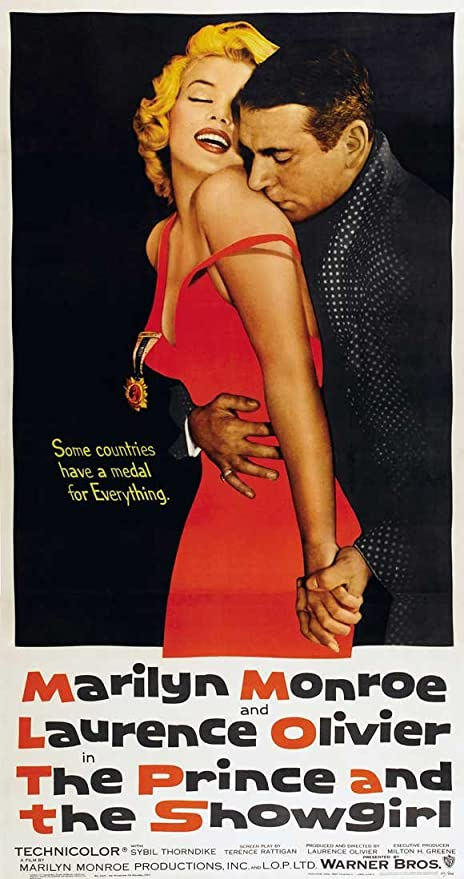 Some countries
have a medal
for Everything.
Marilyn Monroe
and
Laurence Olivier
in
The Prince and
the Showgirl
TECHNICOLOR® WITH SYBIL THORNDIKE SCREEN PLAY BY TERENCE RATTIGAN PRODUCED AND DIRECTED BY LAURENCE OLIVIER EXECUTIVE PRODUCER MILTON H. GREENE
A FILM BY MARILYN MONROE PRODUCTIONS, INC. AND L.O.P. LTD. PRESENTED BY WARNER BROS.